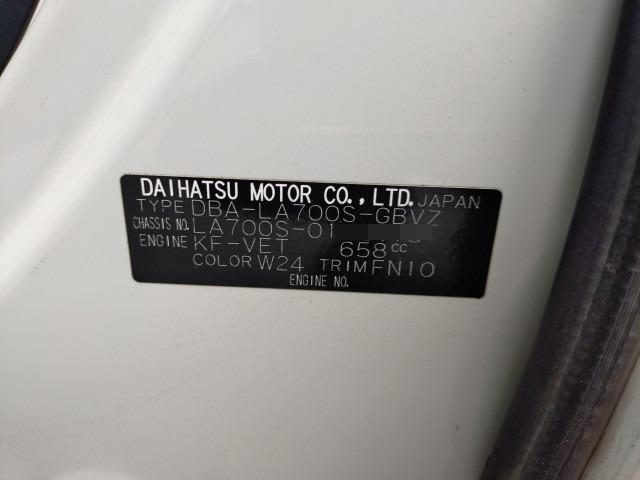 DAIHATSU MOTOR CO., LTD. JAPAN
TYPE DBA-LA700S-GBVZ
CHASSIS NO. LA700S-01
ENGINE KF-VET 658cc
COLOR W24 TRIM FN10
ENGINE NO.